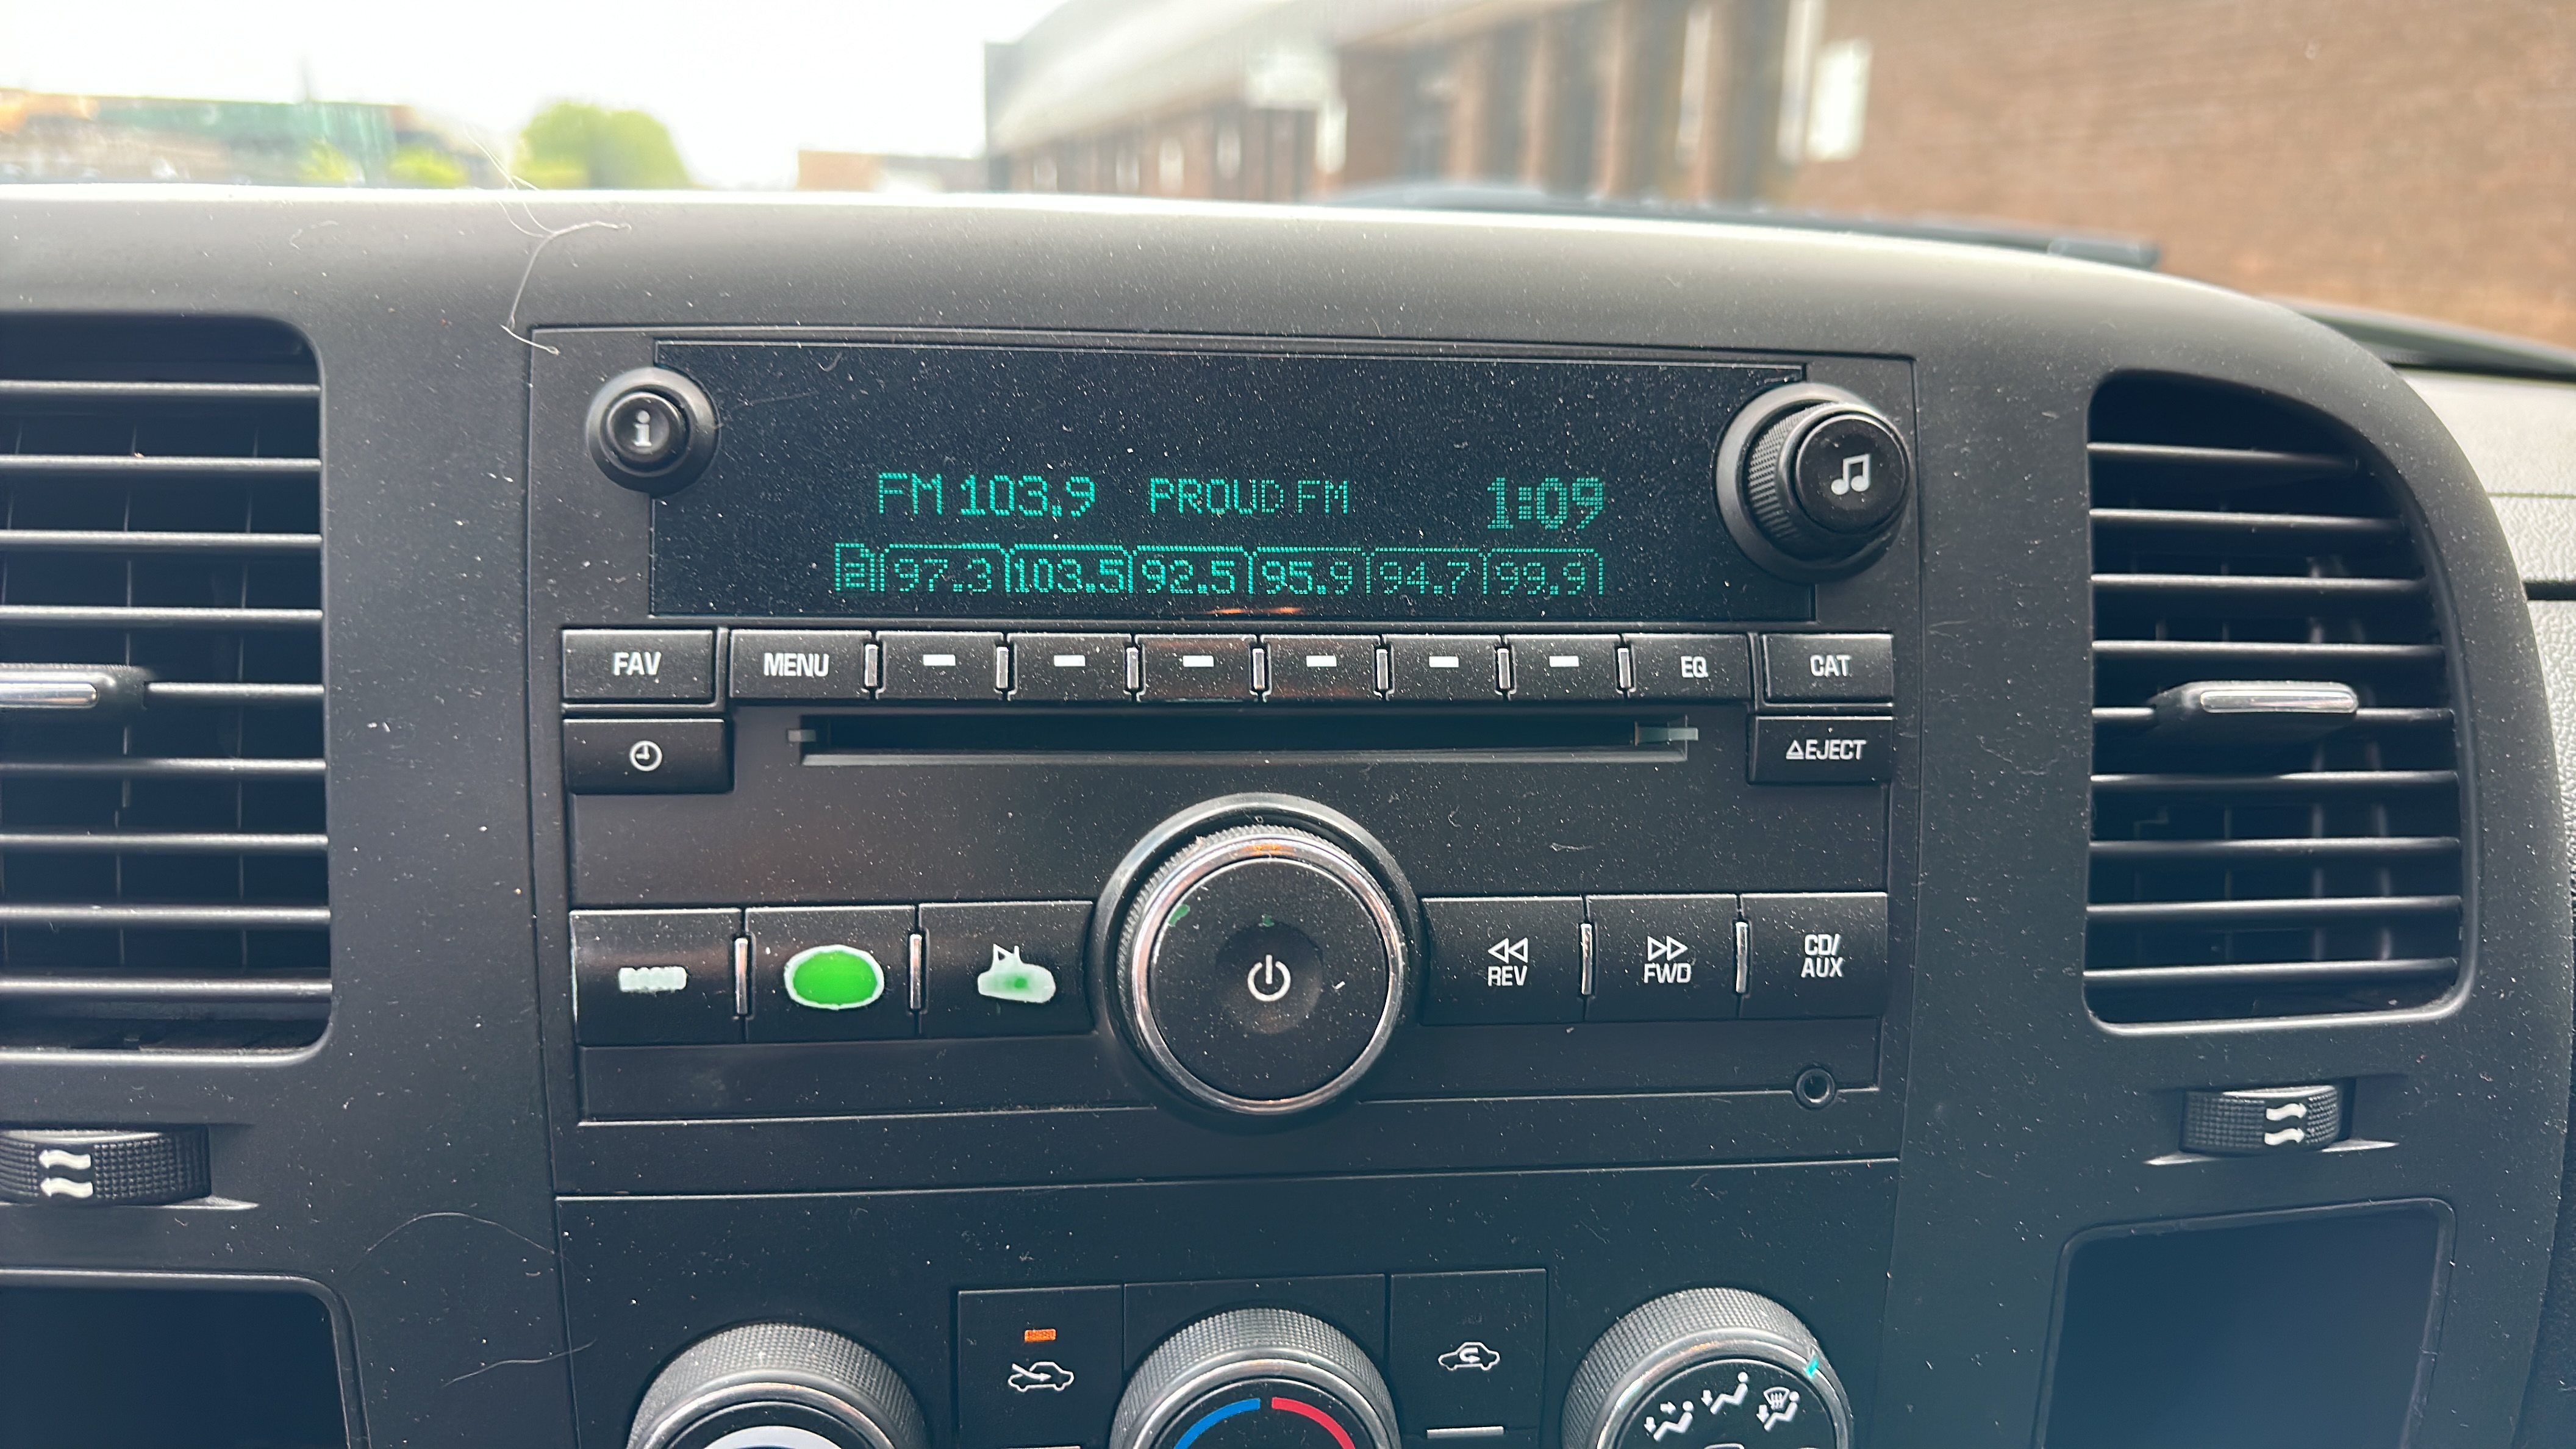 i
FM 103.9 PROUD FM 1:09
2 97.3 103.5 92.5 95.9 94.7 99.9
FAV MENU EQ CAT
EJECT
REV FWD CD/
AUX